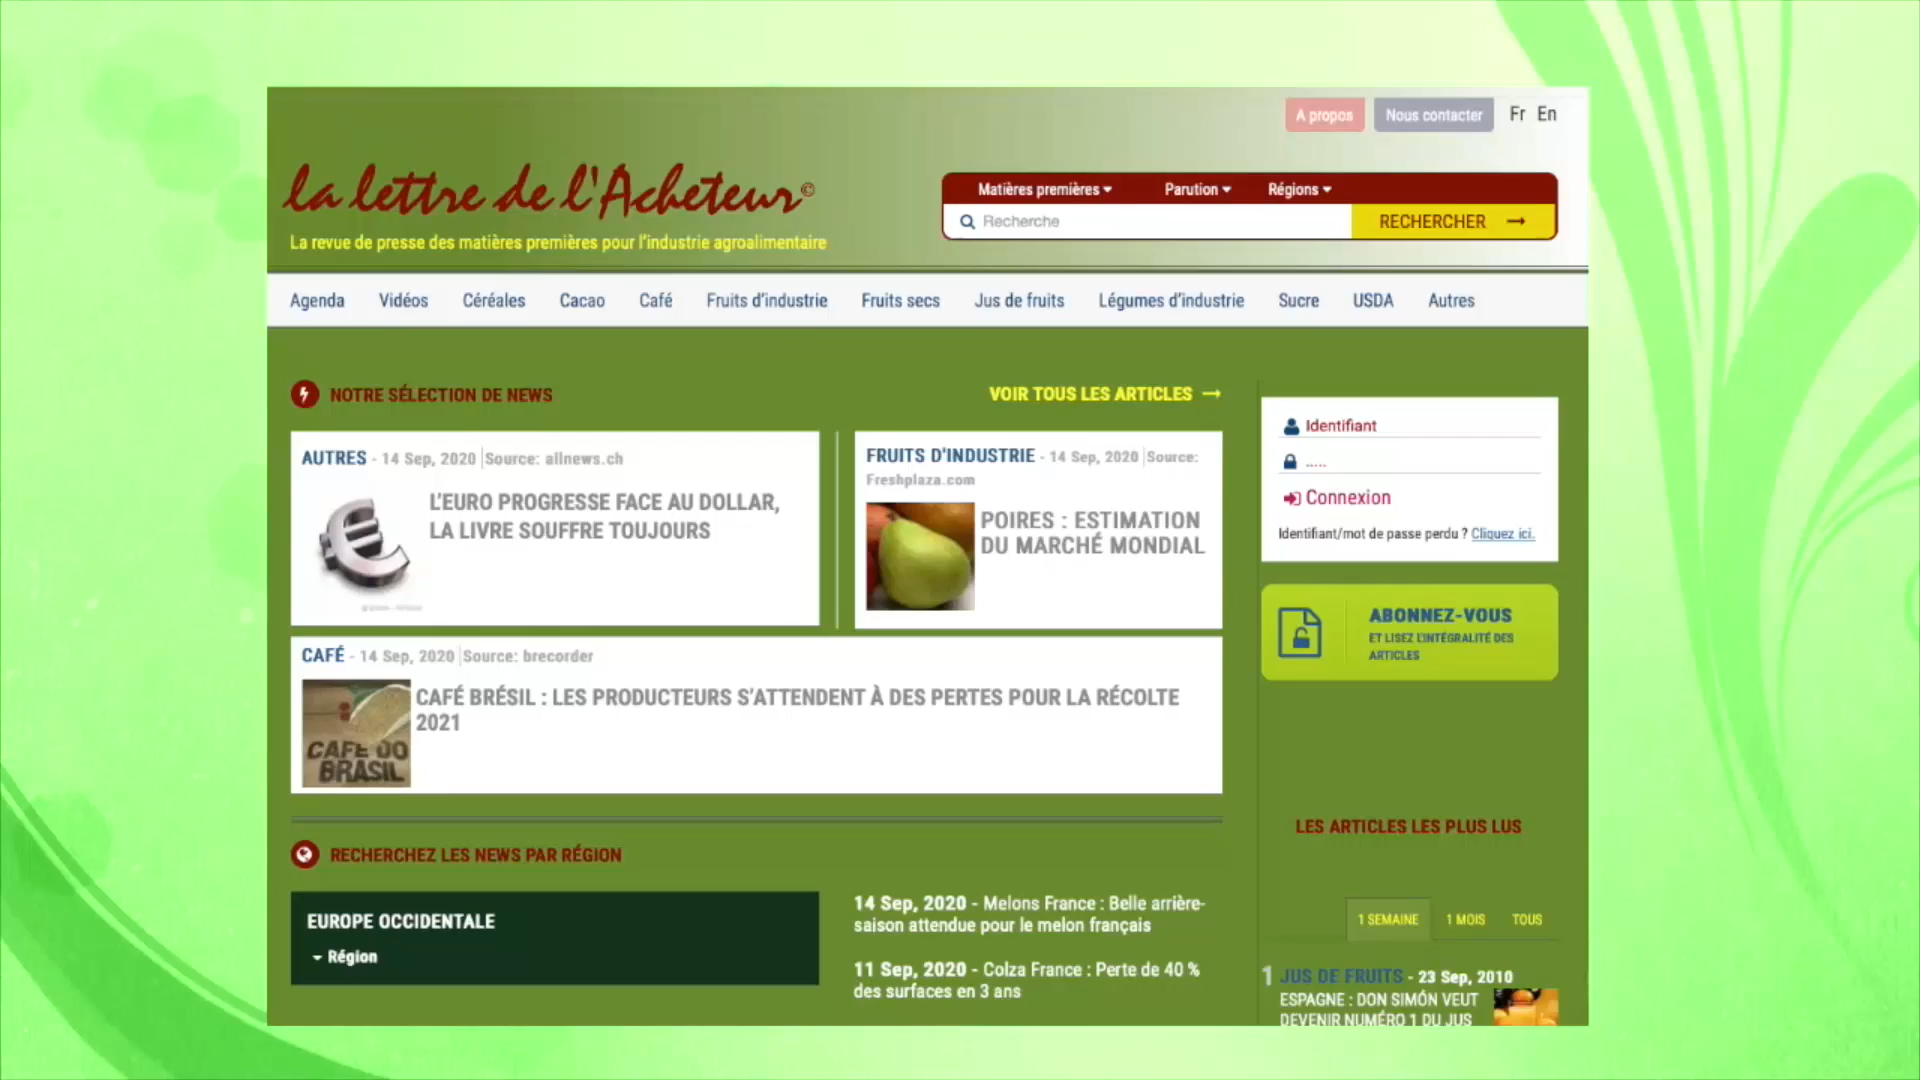 A propos
Nous contacter
Fr En
la lettre de l'Acheteur©
La revue de presse des matières premières pour l'industrie agroalimentaire
Matières premières
Parution
Régions
Recherche
RECHERCHER
Agenda
Vidéos
Céréales
Cacao
Café
Fruits d'industrie
Fruits secs
Jus de fruits
Légumes d'industrie
Sucre
USDA
Autres
NOTRE SÉLECTION DE NEWS
VOIR TOUS LES ARTICLES
AUTRES - 14 Sep, 2020 |Source: allnews.ch
L'EURO PROGRESSE FACE AU DOLLAR,
LA LIVRE SOUFFRE TOUJOURS
FRUITS D'INDUSTRIE - 14 Sep, 2020 |Source:
Freshplaza.com
POIRES : ESTIMATION
DU MARCHÉ MONDIAL
CAFÉ - 14 Sep, 2020 |Source: brecorder
CAFÉ BRÉSIL : LES PRODUCTEURS S'ATTENDENT À DES PERTES POUR LA RÉCOLTE
2021
CAFE DO
BRASIL
Identifiant
.....
Connexion
Identifiant/mot de passe perdu ? Cliquez ici.
ABONNEZ-VOUS
ET LISEZ L'INTÉGRALITÉ DES
ARTICLES
RECHERCHEZ LES NEWS PAR RÉGION
EUROPE OCCIDENTALE
Région
14 Sep, 2020 - Melons France : Belle arrière-
saison attendue pour le melon français
11 Sep, 2020 - Colza France : Perte de 40 %
des surfaces en 3 ans
LES ARTICLES LES PLUS LUS
1 SEMAINE
1 MOIS
TOUS
1 JUS DE FRUITS - 23 Sep, 2010
ESPAGNE : DON SIMÓN VEUT
DEVENIR NUMÉRO 1 DU JUS